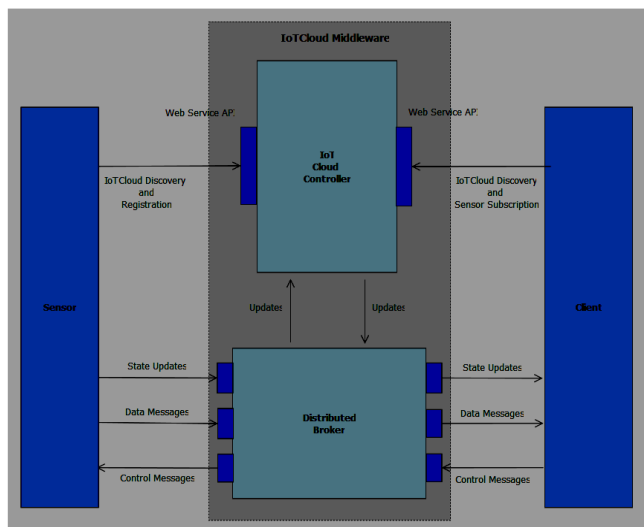 IoTCloud Middleware
Web Service API
Web Service API
IoT
Cloud
Controller
IoTCloud Discovery
and
Registration
IoTCloud Discovery
and
Sensor Subscription
Sensor
Updates
Updates
Client
State Updates
State Updates
Data Messages
Distributed
Broker
Data Messages
Control Messages
Control Messages